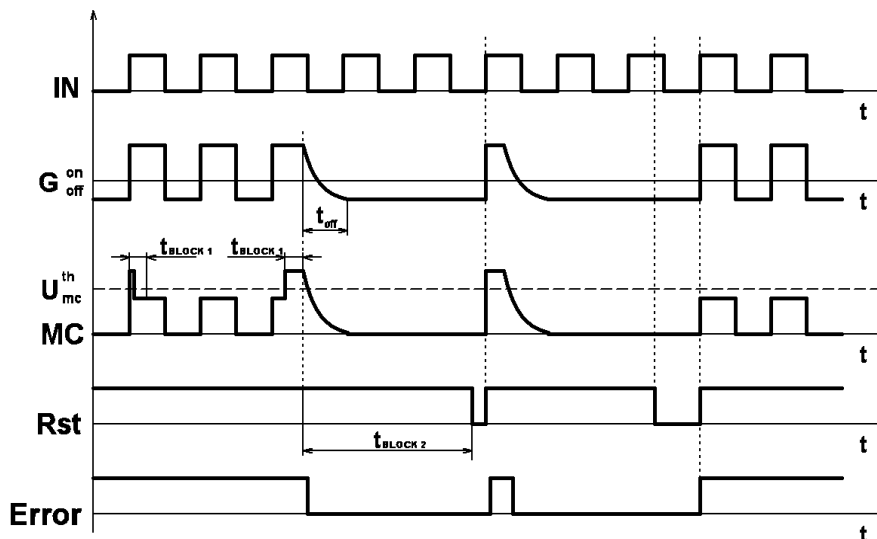 IN
t
G on off
t
t off
t BLOCK 1
t BLOCK 1
U th mc
MC
t
Rst
t BLOCK 2
t
Error
t